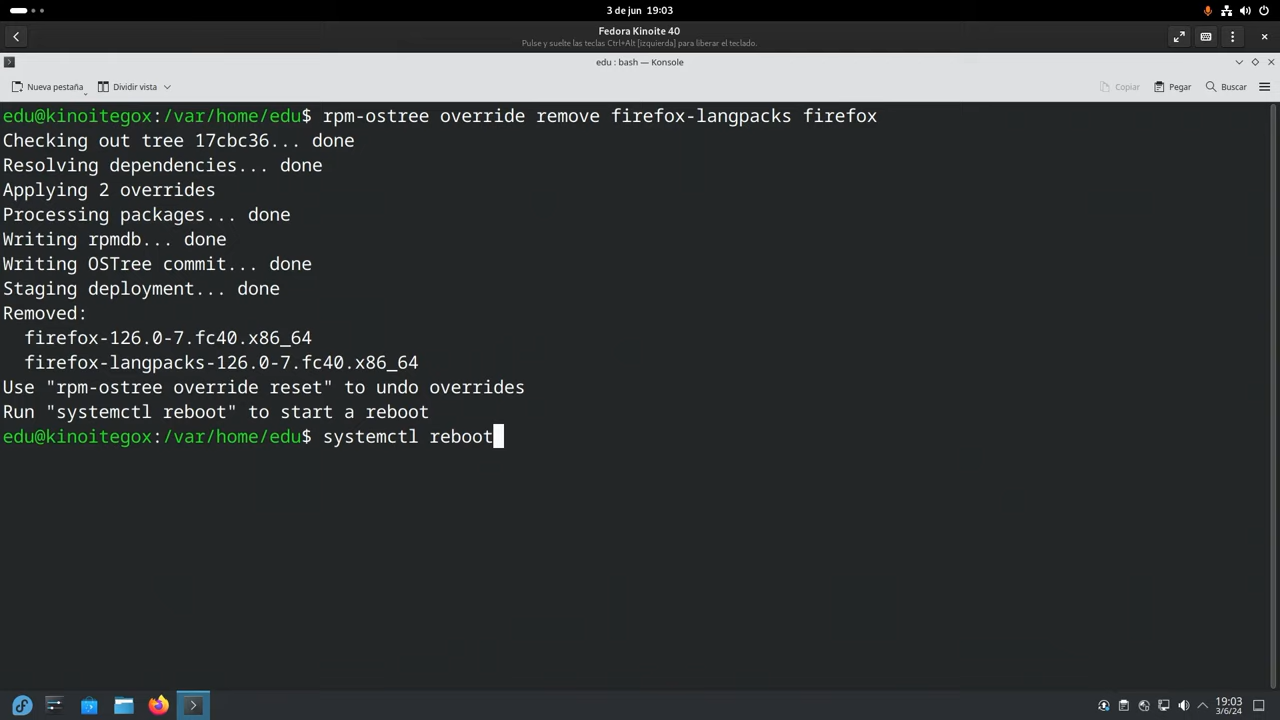 3 de jun 19:03
Fedora Kinoite 40
Pulse y suelte las teclas Ctrl+Alt [izquierda] para liberar el teclado.
edu : bash — Konsole
Nueva pestaña
Dividir vista
Copiar
Pegar
Buscar
edu@kinoitegox:/var/home/edu$ rpm-ostree override remove firefox-langpacks firefox
Checking out tree 17cbc36... done
Resolving dependencies... done
Applying 2 overrides
Processing packages... done
Writing rpmdb... done
Writing OSTree commit... done
Staging deployment... done
Removed:
  firefox-126.0-7.fc40.x86_64
  firefox-langpacks-126.0-7.fc40.x86_64
Use "rpm-ostree override reset" to undo overrides
Run "systemctl reboot" to start a reboot
edu@kinoitegox:/var/home/edu$ systemctl reboot
19:03
3/6/24